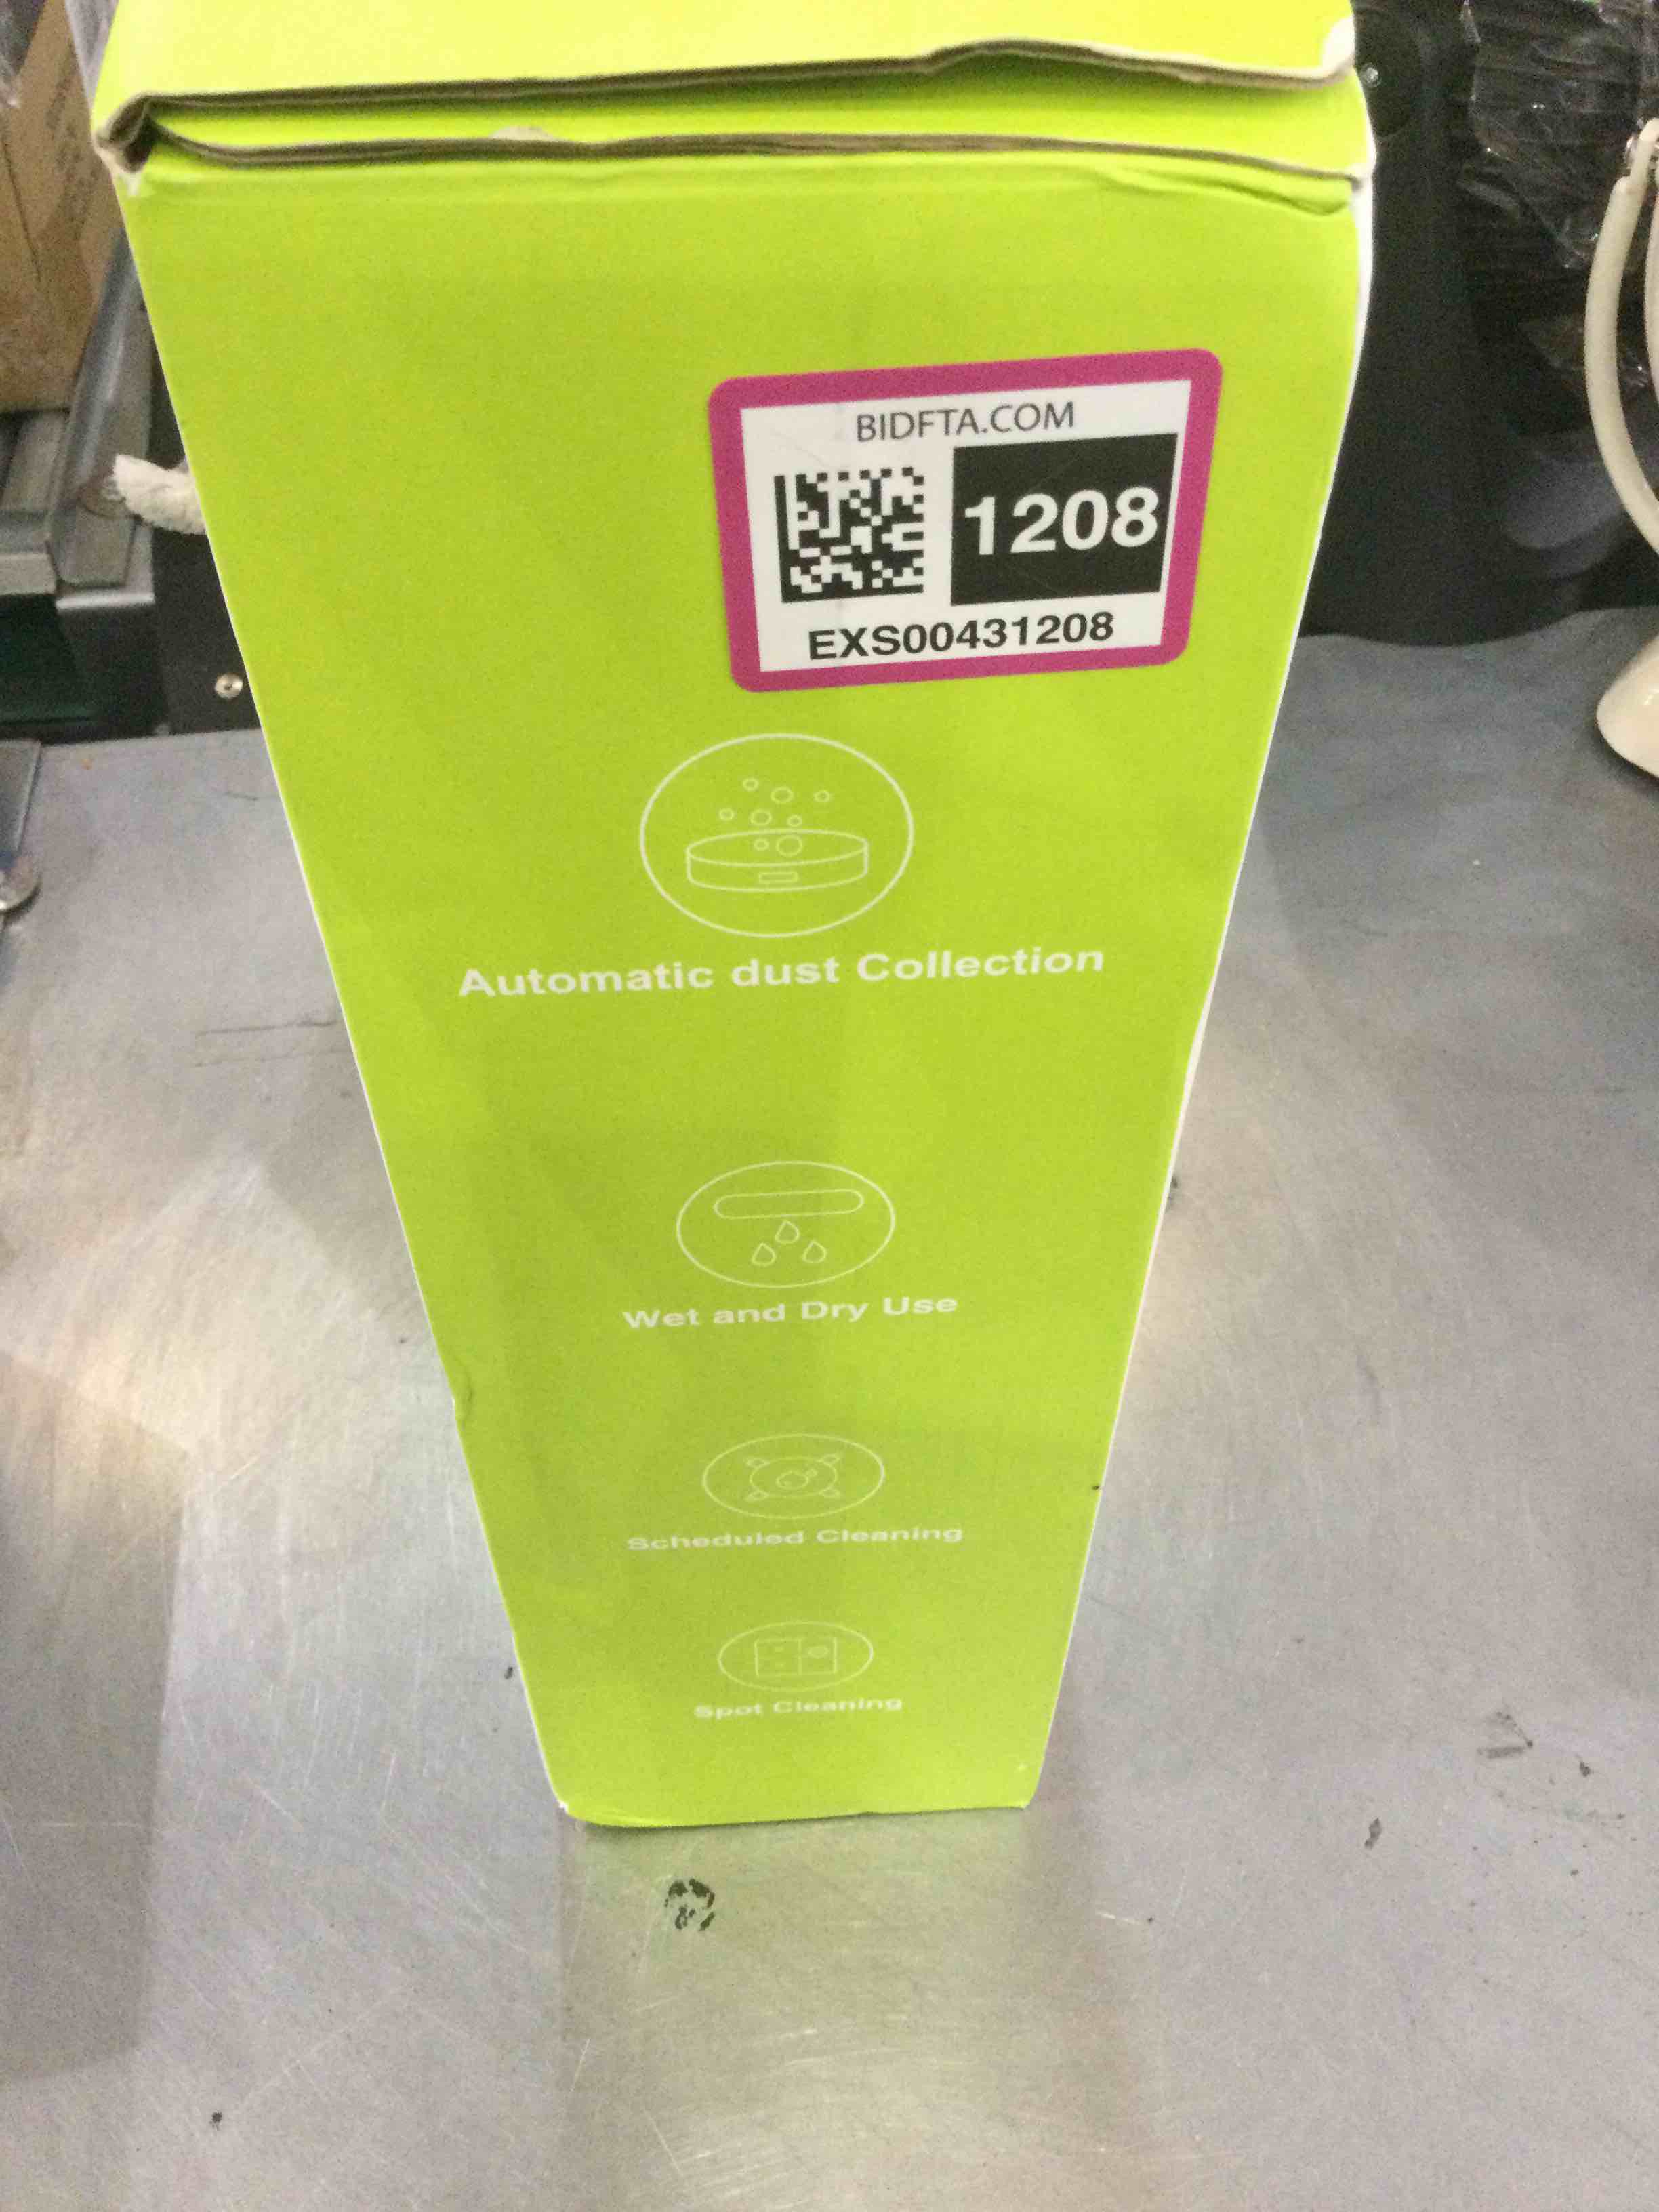 BIDFTA.COM
1208
EXS00431208
Automatic dust Collection
Wet and Dry Use
Scheduled Cleaning
Spot Cleaning